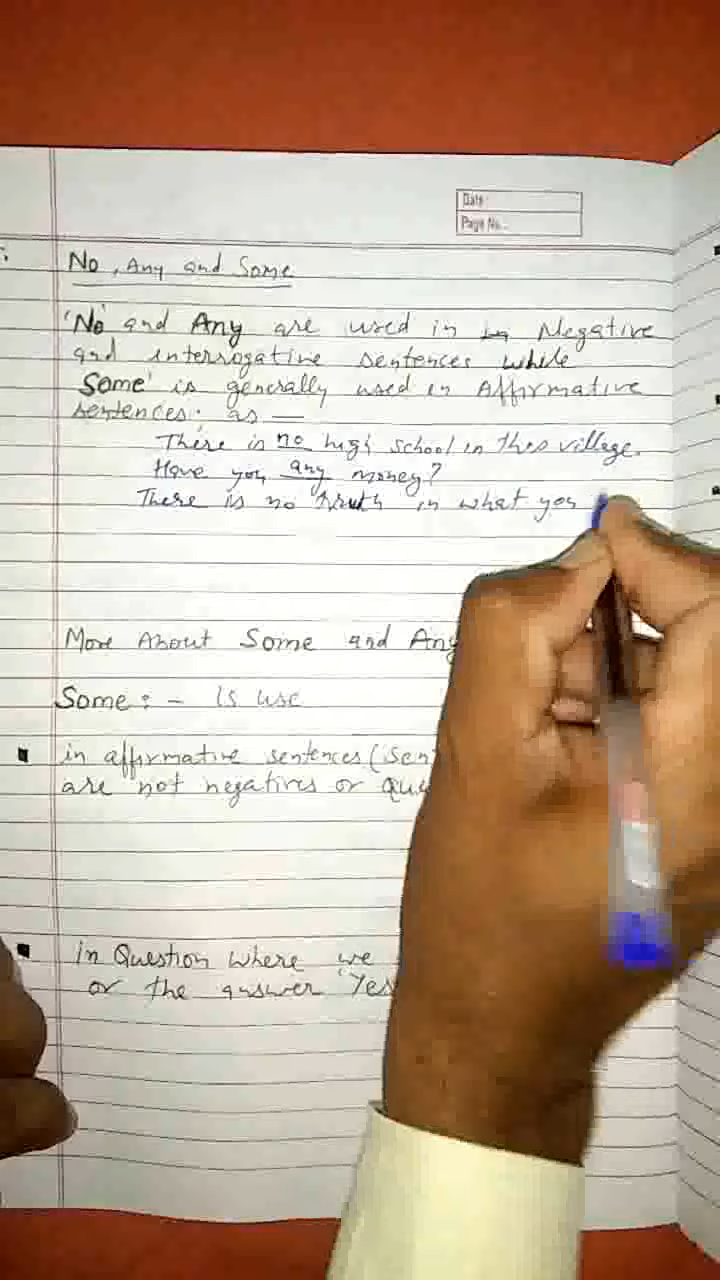 Date:
Page No.:
No, Any and Some
'No' and Any are used in in Negative
and interrogative sentences while
Some' is generally used in Affirmative
sentences; as —
There is no high school in this village.
Have you any money?
There is no truth in what you
More About Some and Any
Some : - is use
in affirmative sentences (Sen
are not negatives or Que
in Question where we
or the answer 'Yes